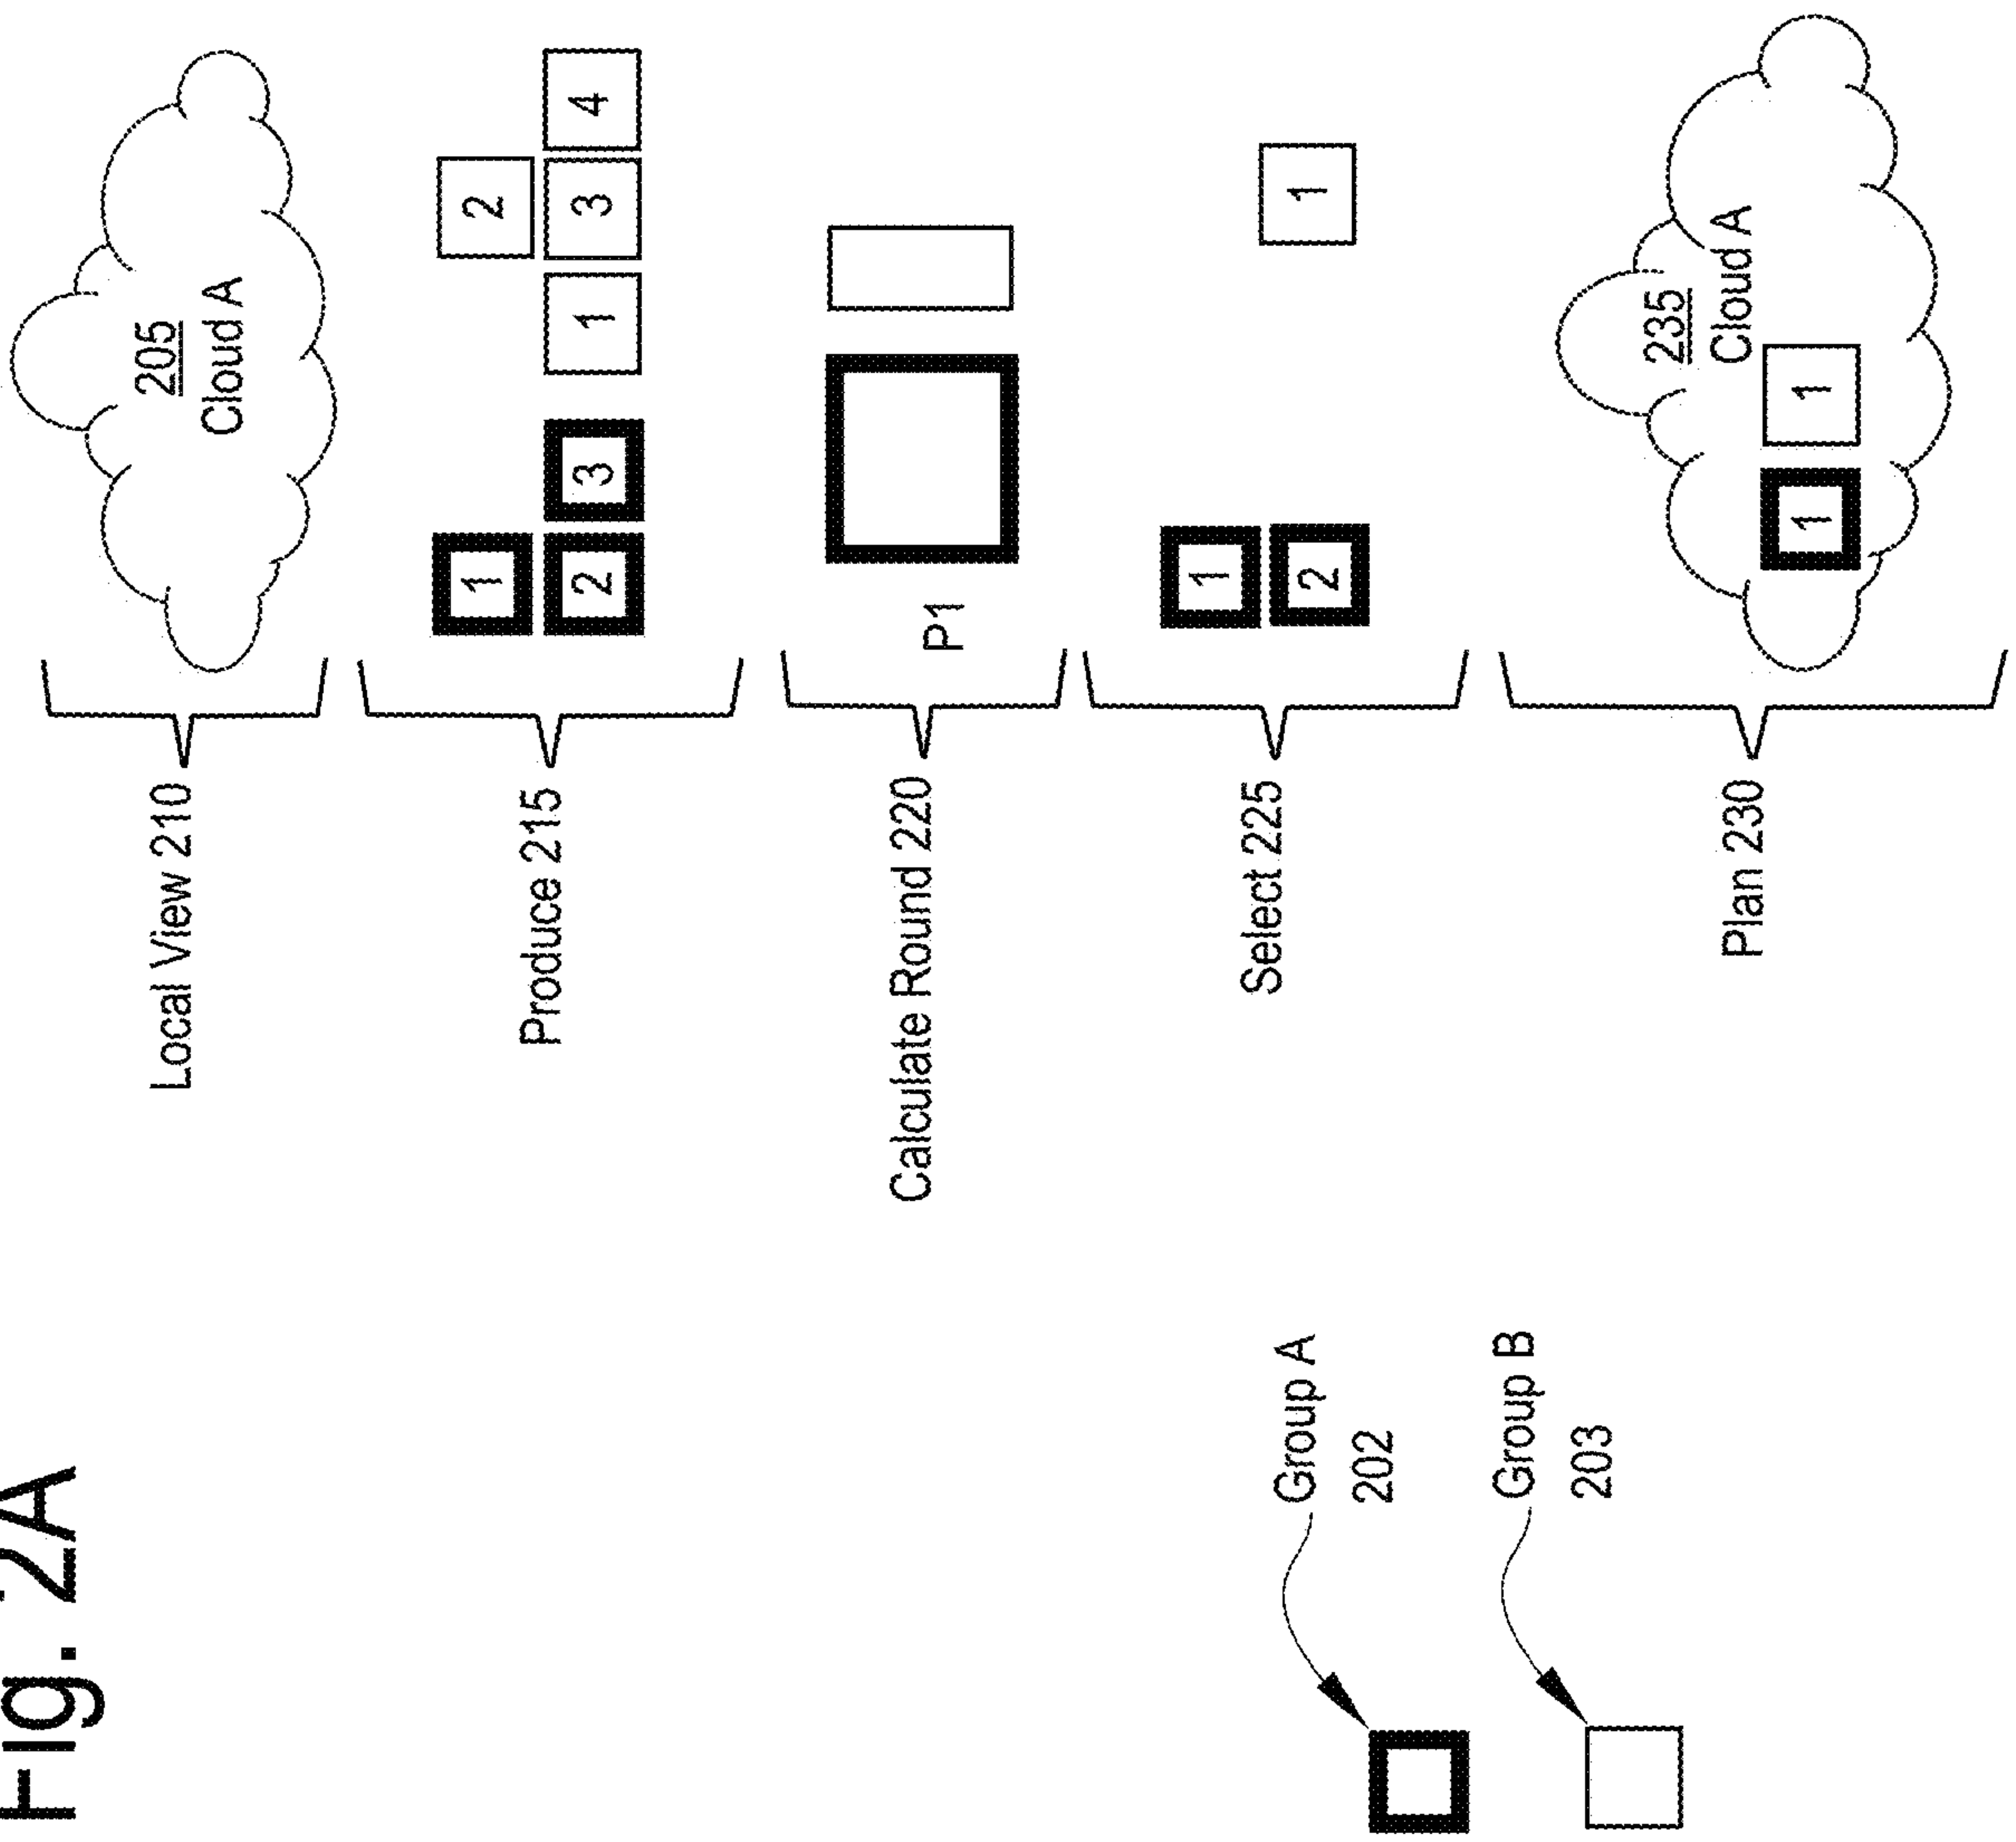 Fig. 2A
Local View 210
205
Cloud A
Produce 215
1
2
3
2
1
3
4
Calculate Round 220
P1
Select 225
1
2
1
Group A
202
Group B
203
Plan 230
235
Cloud A
1
1